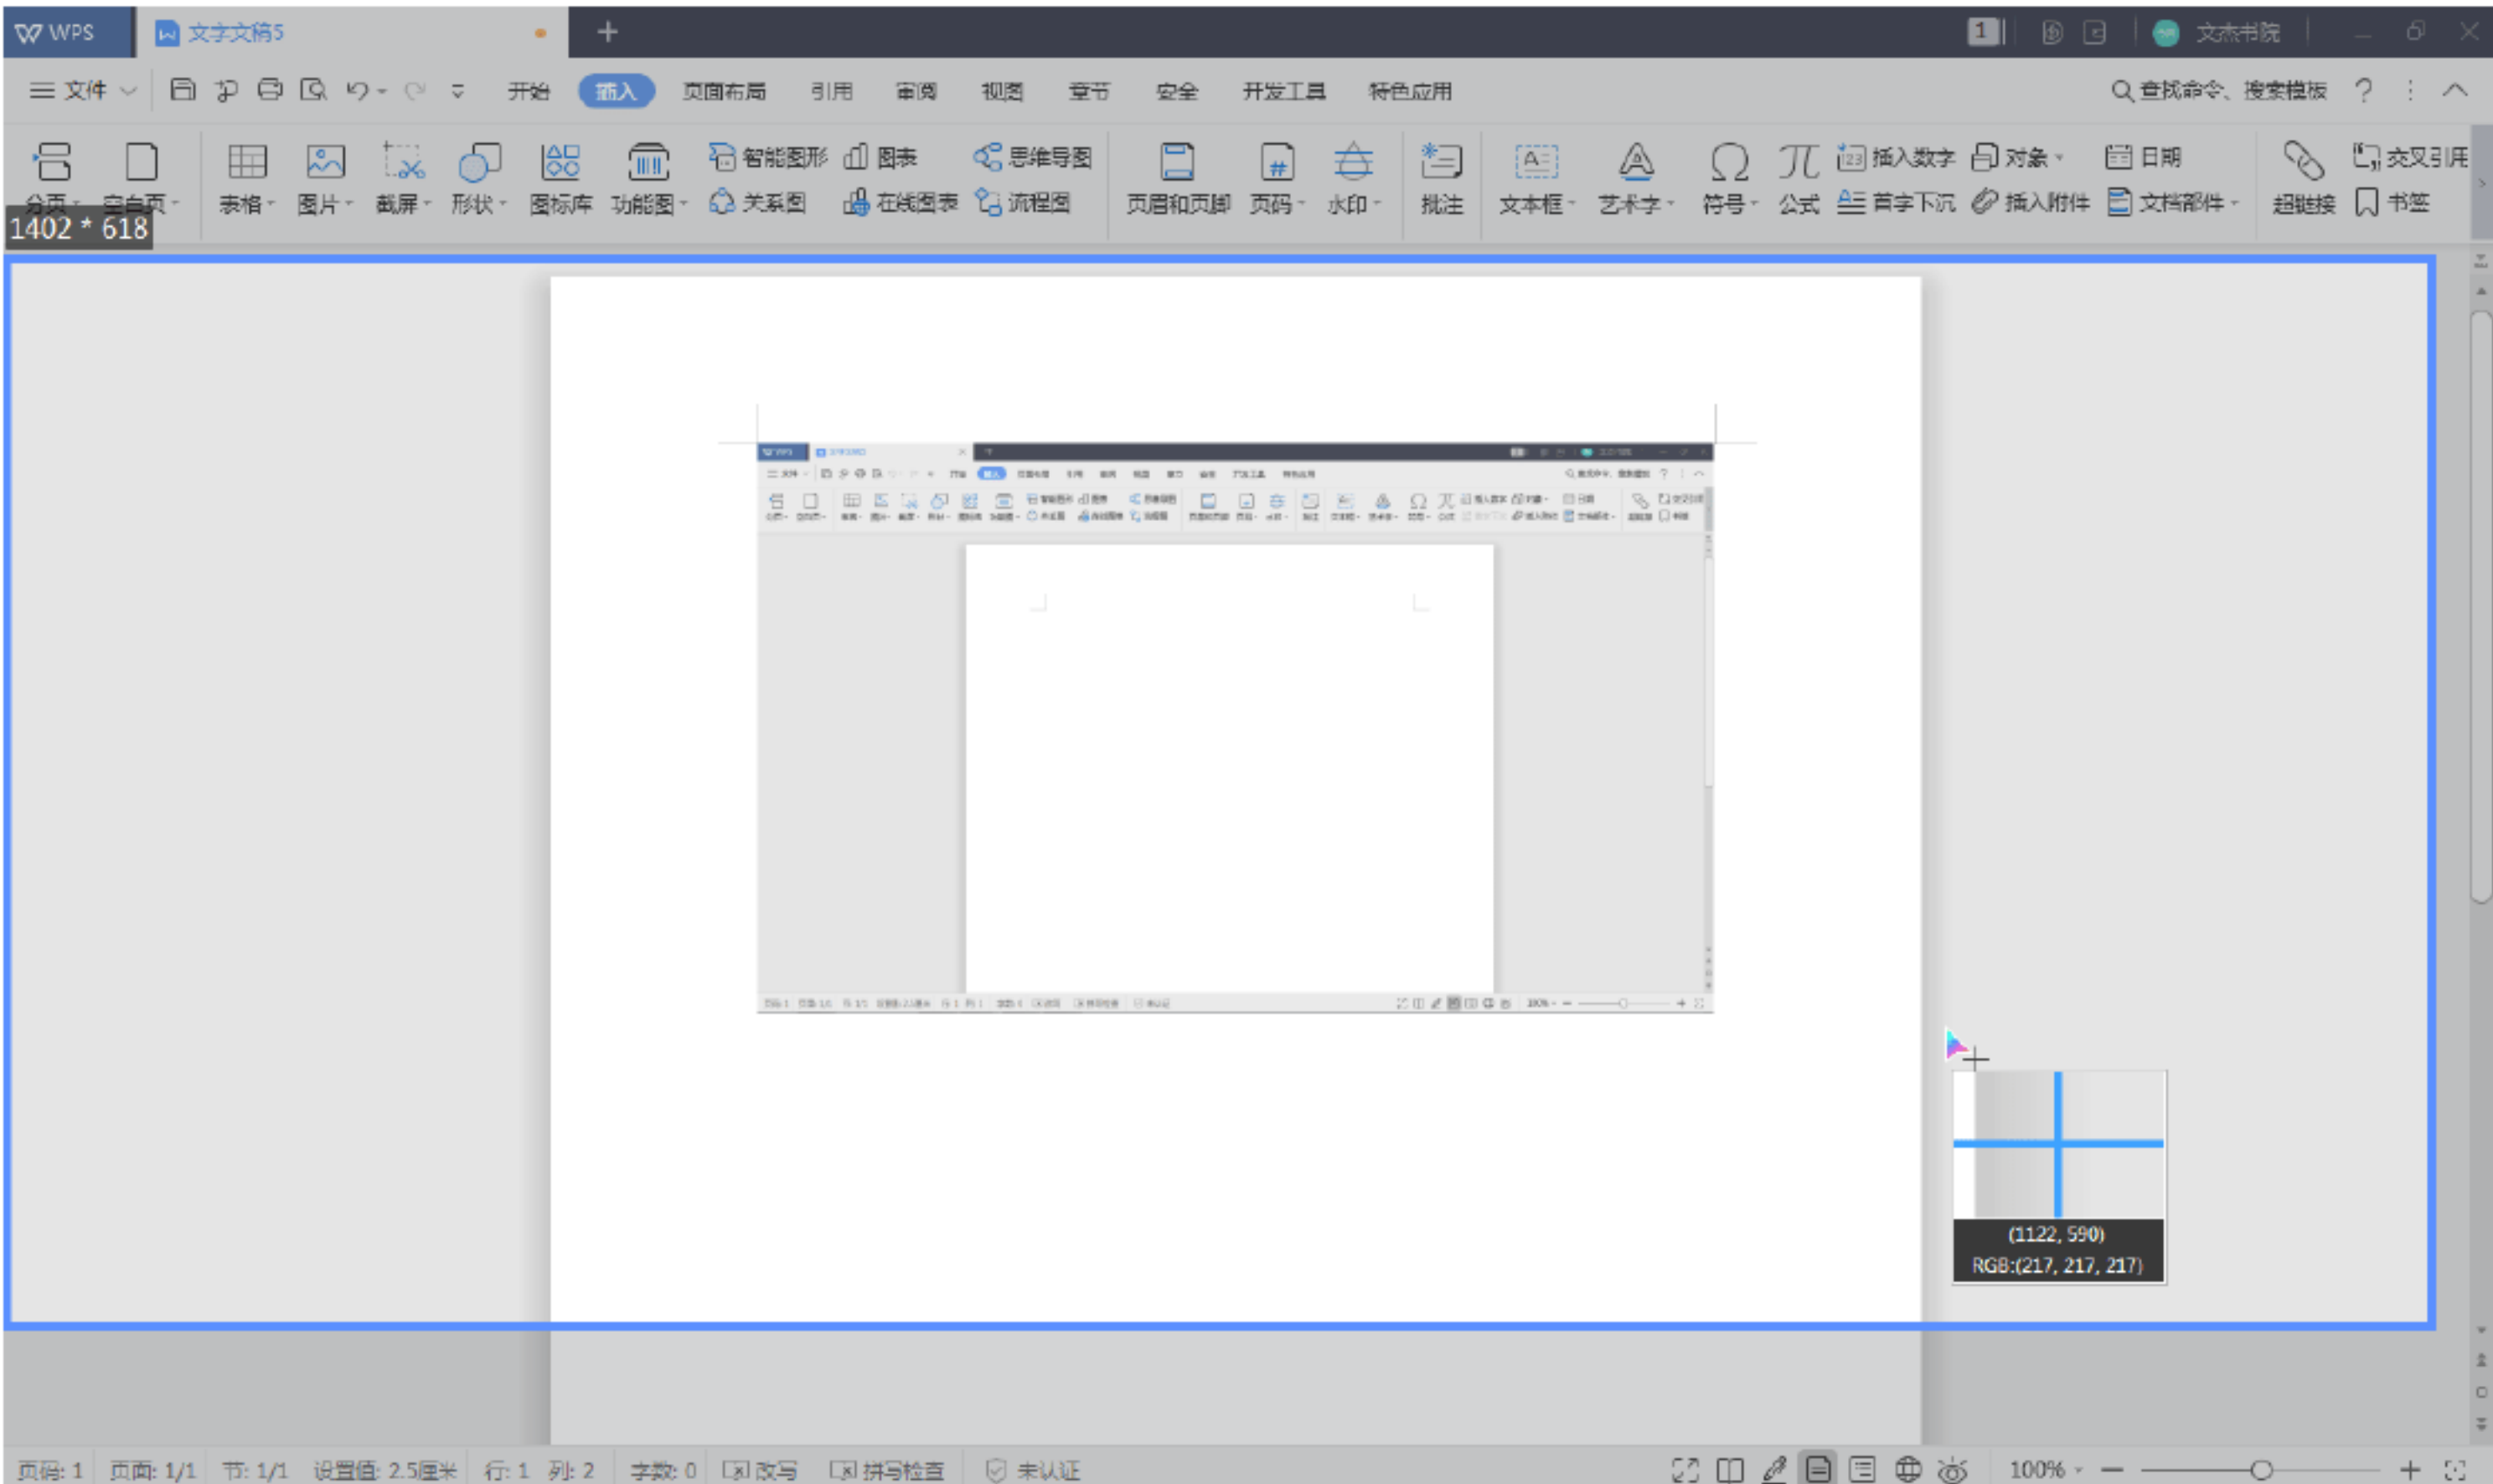 WPS 文字文稿5 + 1 文杰书院
文件 开始 插入 页面布局 引用 审阅 视图 章节 安全 开发工具 特色应用 查找命令、搜索模板 ?
智能图形 图表 思维导图 插入数字 对象 日期 交叉引用
分页 空白页 表格 图片 截屏 形状 图标库 功能图 关系图 在线图表 流程图 页眉和页脚 页码 水印 批注 文本框 艺术字 符号 公式 首字下沉 插入附件 文档部件 超链接 书签
1402 * 618
(1122, 590)
RGB:(217, 217, 217)
页码: 1 页面: 1/1 节: 1/1 设置值: 2.5厘米 行: 1 列: 2 字数: 0 改写 拼写检查 未认证 100%